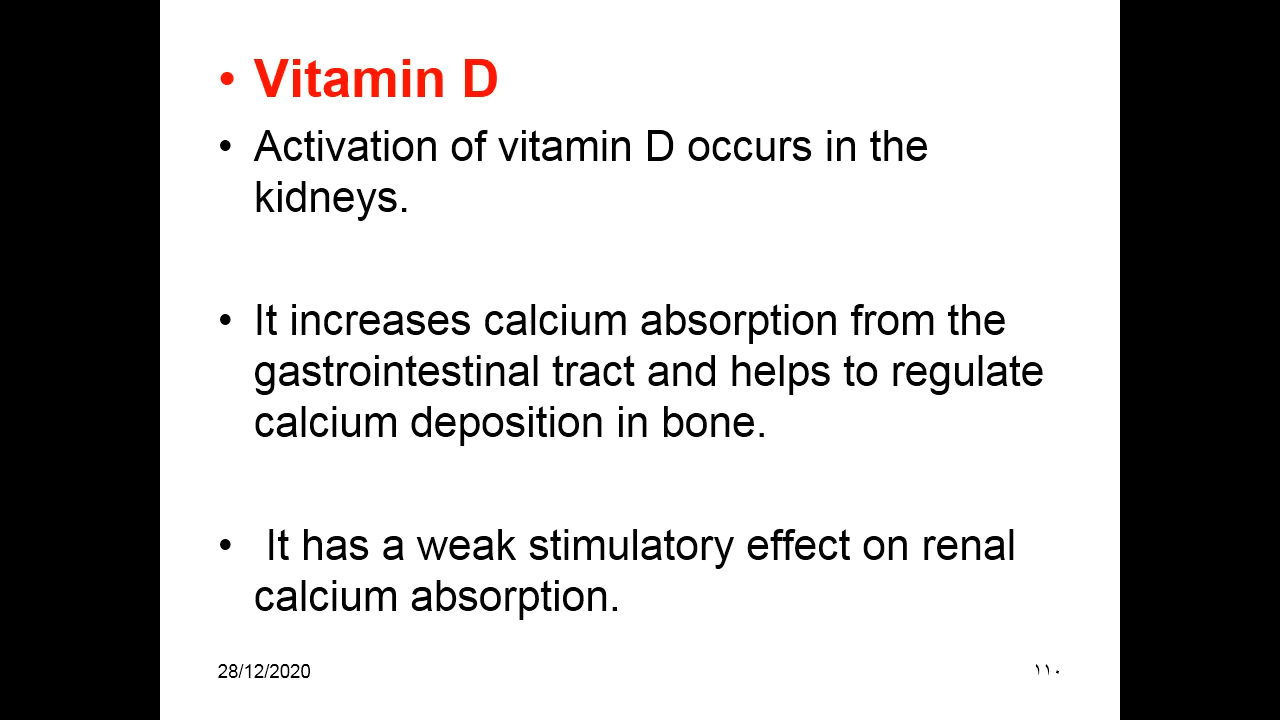 • Vitamin D
• Activation of vitamin D occurs in the
kidneys.
• It increases calcium absorption from the
gastrointestinal tract and helps to regulate
calcium deposition in bone.
• It has a weak stimulatory effect on renal
calcium absorption.
28/12/2020
١١٠